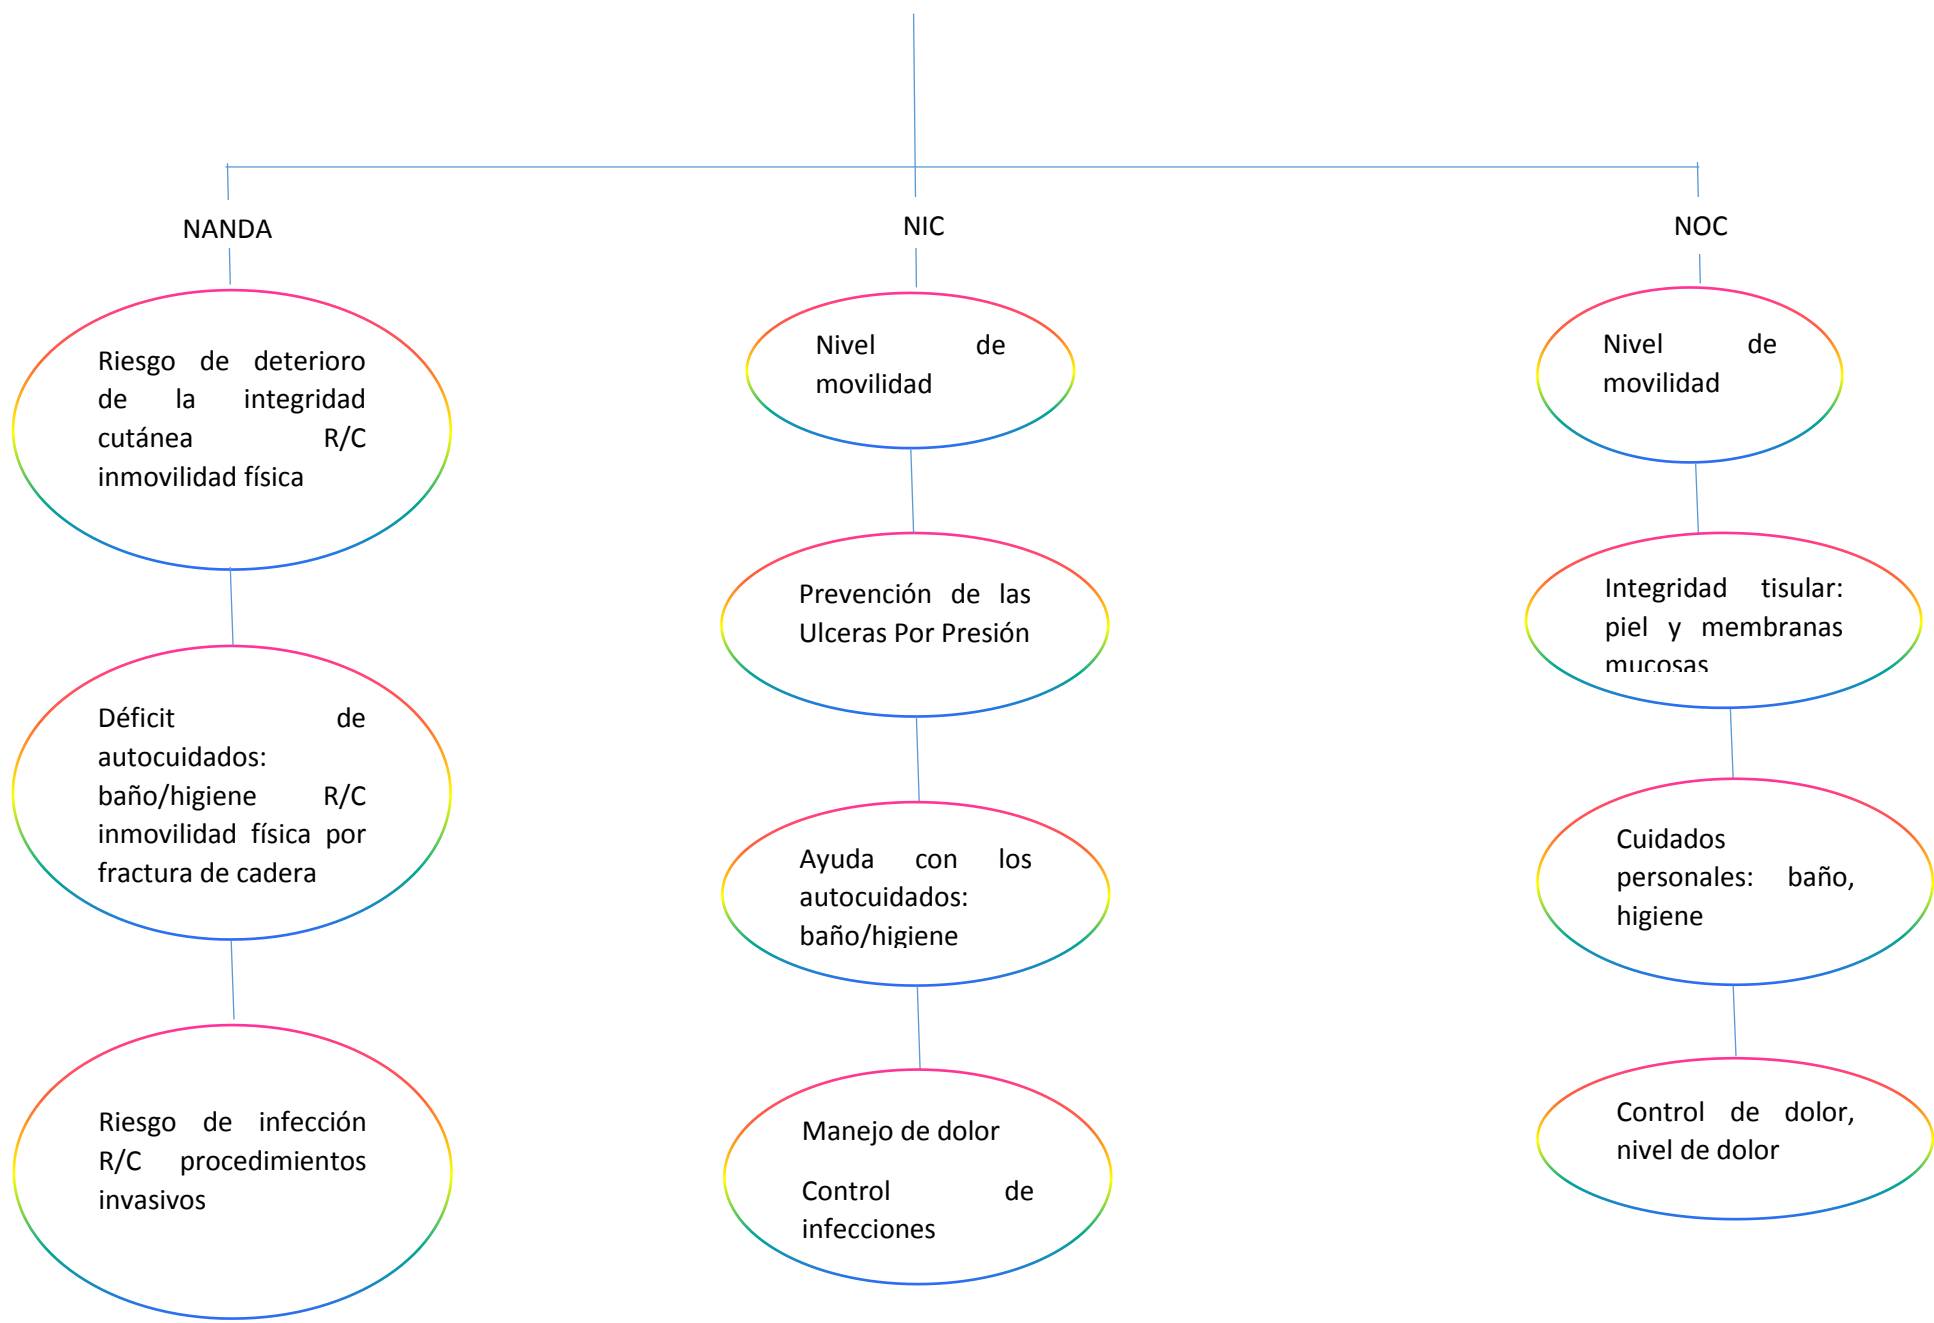 NANDA
Riesgo de deterioro
de la integridad
cutánea R/C
inmovilidad física
Déficit de
autocuidados:
baño/higiene R/C
inmovilidad física por
fractura de cadera
Riesgo de infección
R/C procedimientos
invasivos
NIC
Nivel de
movilidad
Prevención de las
Ulceras Por Presión
Ayuda con los
autocuidados:
baño/higiene
Manejo de dolor
Control de
infecciones
NOC
Nivel de
movilidad
Integridad tisular:
piel y membranas
mucosas
Cuidados
personales: baño,
higiene
Control de dolor,
nivel de dolor